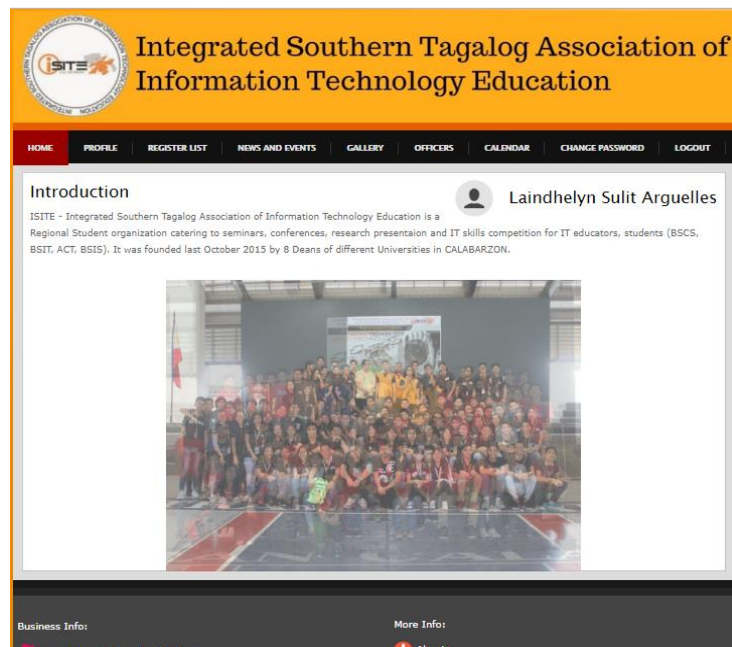 iSITE
Integrated Southern Tagalog Association of
Information Technology Education
HOME PROFILE REGISTER LIST NEWS AND EVENTS GALLERY OFFICERS CALENDAR CHANGE PASSWORD LOGOUT
Introduction
Laindhelyn Sulit Arguelles
ISITE - Integrated Southern Tagalog Association of Information Technology Education is a
Regional Student organization catering to seminars, conferences, research presentaion and IT skills competition for IT educators, students (BSCS,
BSIT, ACT, BSIS). It was founded last October 2015 by 8 Deans of different Universities in CALABARZON.
Business Info:
More Info: